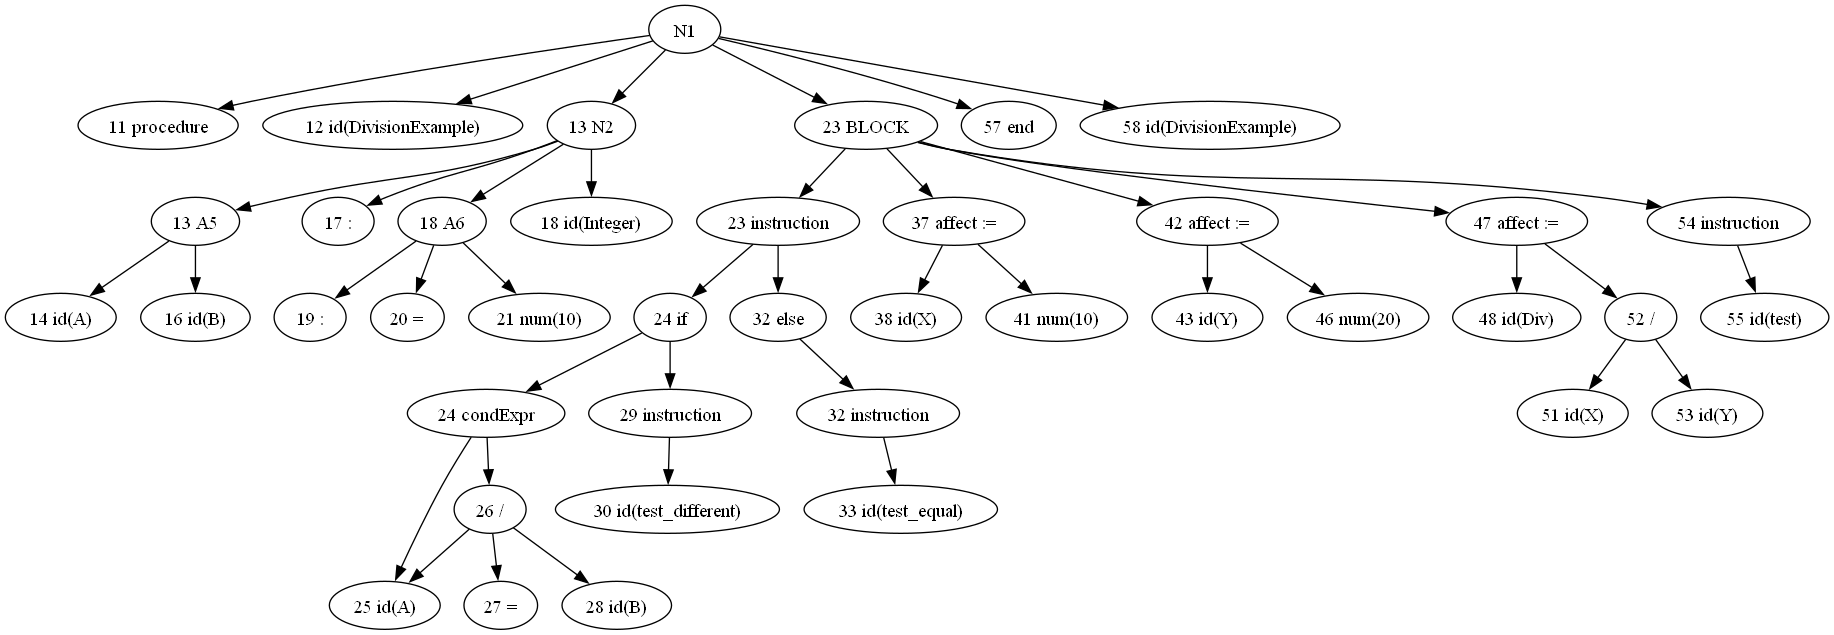 N1
11 procedure
12 id(DivisionExample)
13 N2
23 BLOCK
57 end
58 id(DivisionExample)
13 A5
17 :
18 A6
18 id(Integer)
23 instruction
37 affect :=
42 affect :=
47 affect :=
54 instruction
14 id(A)
16 id(B)
19 :
20 =
21 num(10)
24 if
32 else
38 id(X)
41 num(10)
43 id(Y)
46 num(20)
48 id(Div)
52 /
55 id(test)
24 condExpr
29 instruction
32 instruction
51 id(X)
53 id(Y)
26 /
30 id(test_different)
33 id(test_equal)
25 id(A)
27 =
28 id(B)